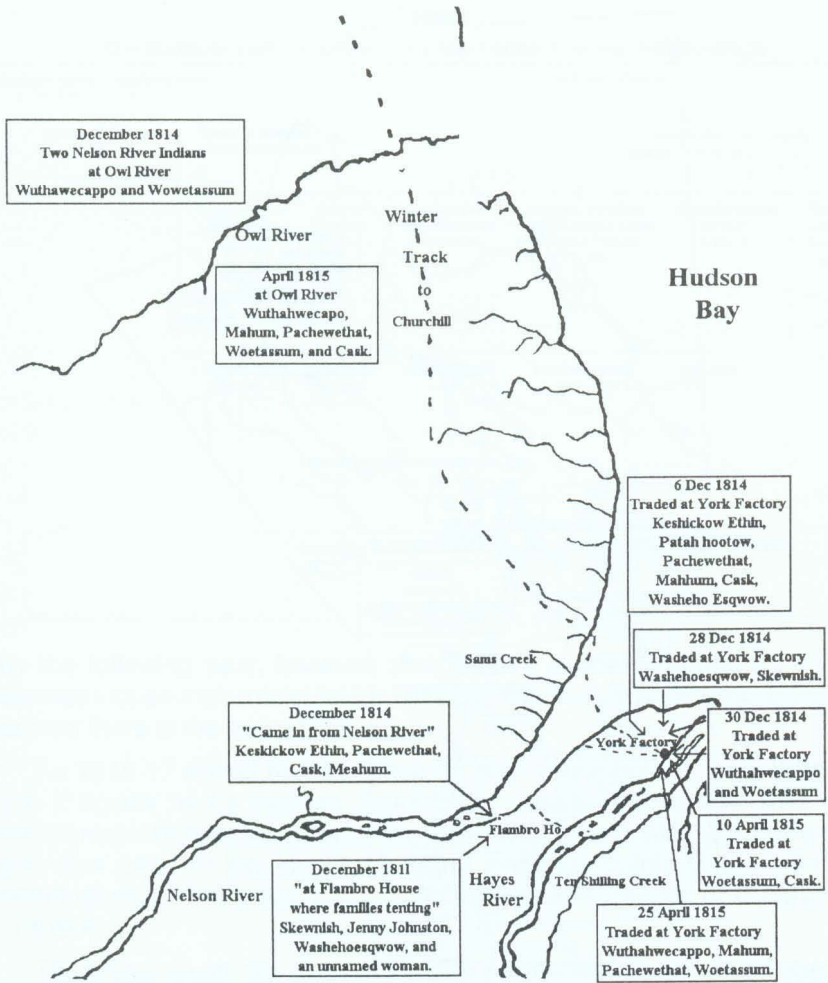 December 1814
Two Nelson River Indians
at Owl River
Wuthawecappo and Wowetassum
Owl River
Winter
Track
to
Churchill
April 1815
at Owl River
Wuthahwecapo,
Mahum, Pachewethat,
Woetassum, and Cask.
Hudson
Bay
6 Dec 1814
Traded at York Factory
Keshickow Ethin,
Patah hootow,
Pachewethat,
Mahhum, Cask,
Washeho Esqwow.
Sams Creek
28 Dec 1814
Traded at York Factory
Washehoesqwow, Skewnish.
December 1814
"Came in from Nelson River"
Keskickow Ethin, Pachewethat,
Cask, Meahum.
York Factory
30 Dec 1814
Traded at
York Factory
Wuthahwecappo
and Woetassum
Flambro Ho.
10 April 1815
Traded at
York Factory
Woetassum, Cask.
December 1811
"at Flambro House
where families tenting"
Skewnish, Jenny Johnston,
Washehoesqwow, and
an unnamed woman.
Nelson River
Hayes
River
Ten Shilling Creek
25 April 1815
Traded at York Factory
Wuthahwecappo, Mahum,
Pachewethat, Woetassum.